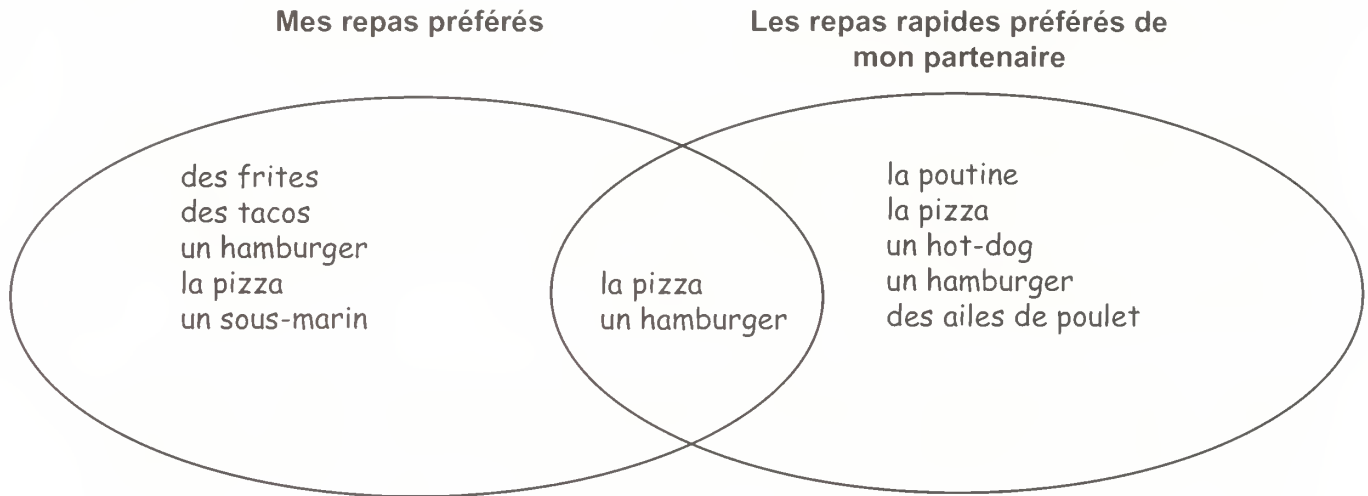 Mes repas préférés
Les repas rapides préférés de
mon partenaire
des frites
des tacos
un hamburger
la pizza
un sous-marin
la pizza
un hamburger
la poutine
la pizza
un hot-dog
un hamburger
des ailes de poulet